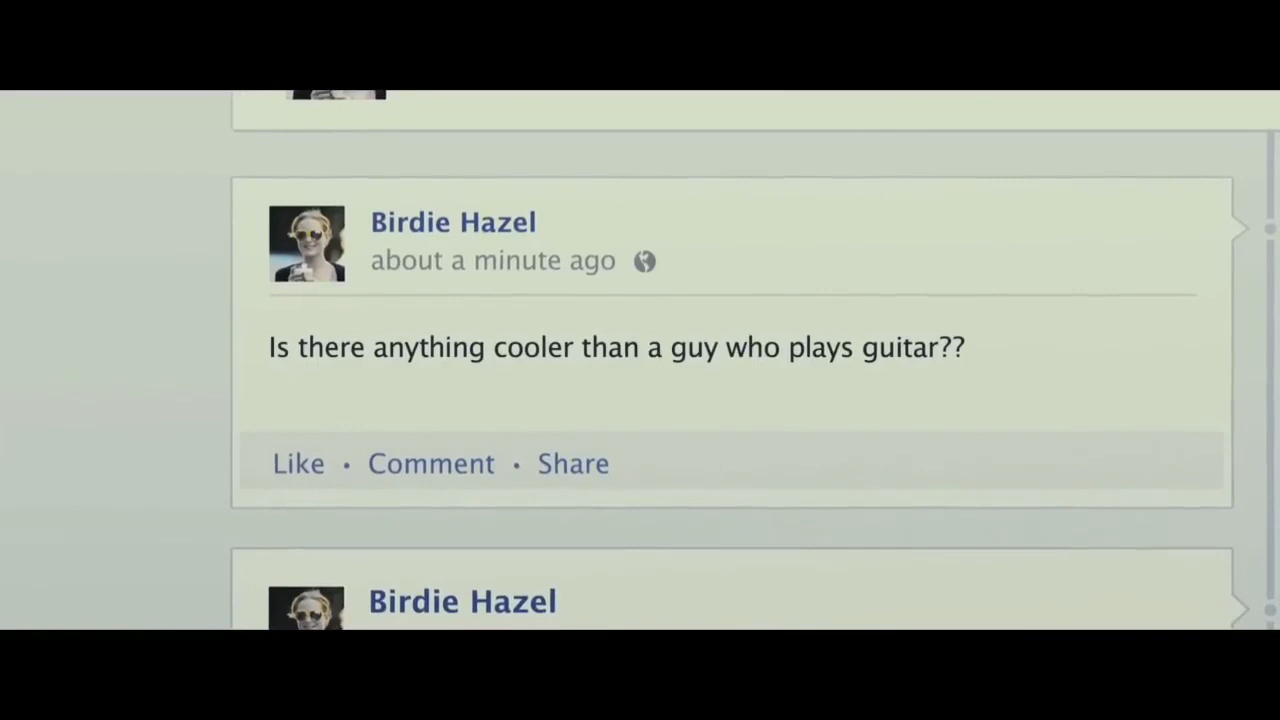 Birdie Hazel
about a minute ago
Is there anything cooler than a guy who plays guitar??
Like · Comment · Share
Birdie Hazel